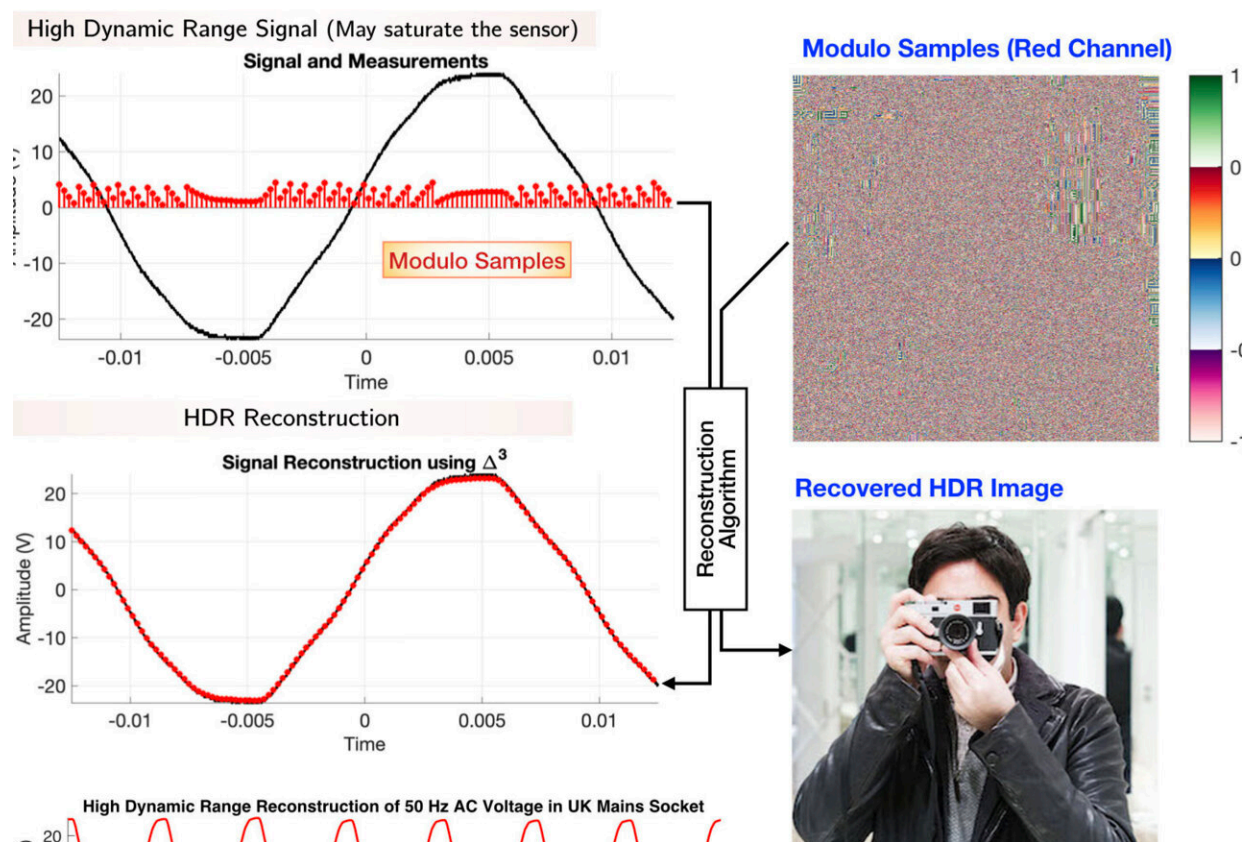 High Dynamic Range Signal (May saturate the sensor)
Signal and Measurements
20
10
0
-10
-20
Modulo Samples
-0.01
-0.005
0
0.005
0.01
Time
HDR Reconstruction
Signal Reconstruction using Δ³
Amplitude (V)
20
10
0
-10
-20
-0.01
-0.005
0
0.005
0.01
Time
High Dynamic Range Reconstruction of 50 Hz AC Voltage in UK Mains Socket
20
Reconstruction
Algorithm
Modulo Samples (Red Channel)
1
0
0
-0
-1
Recovered HDR Image